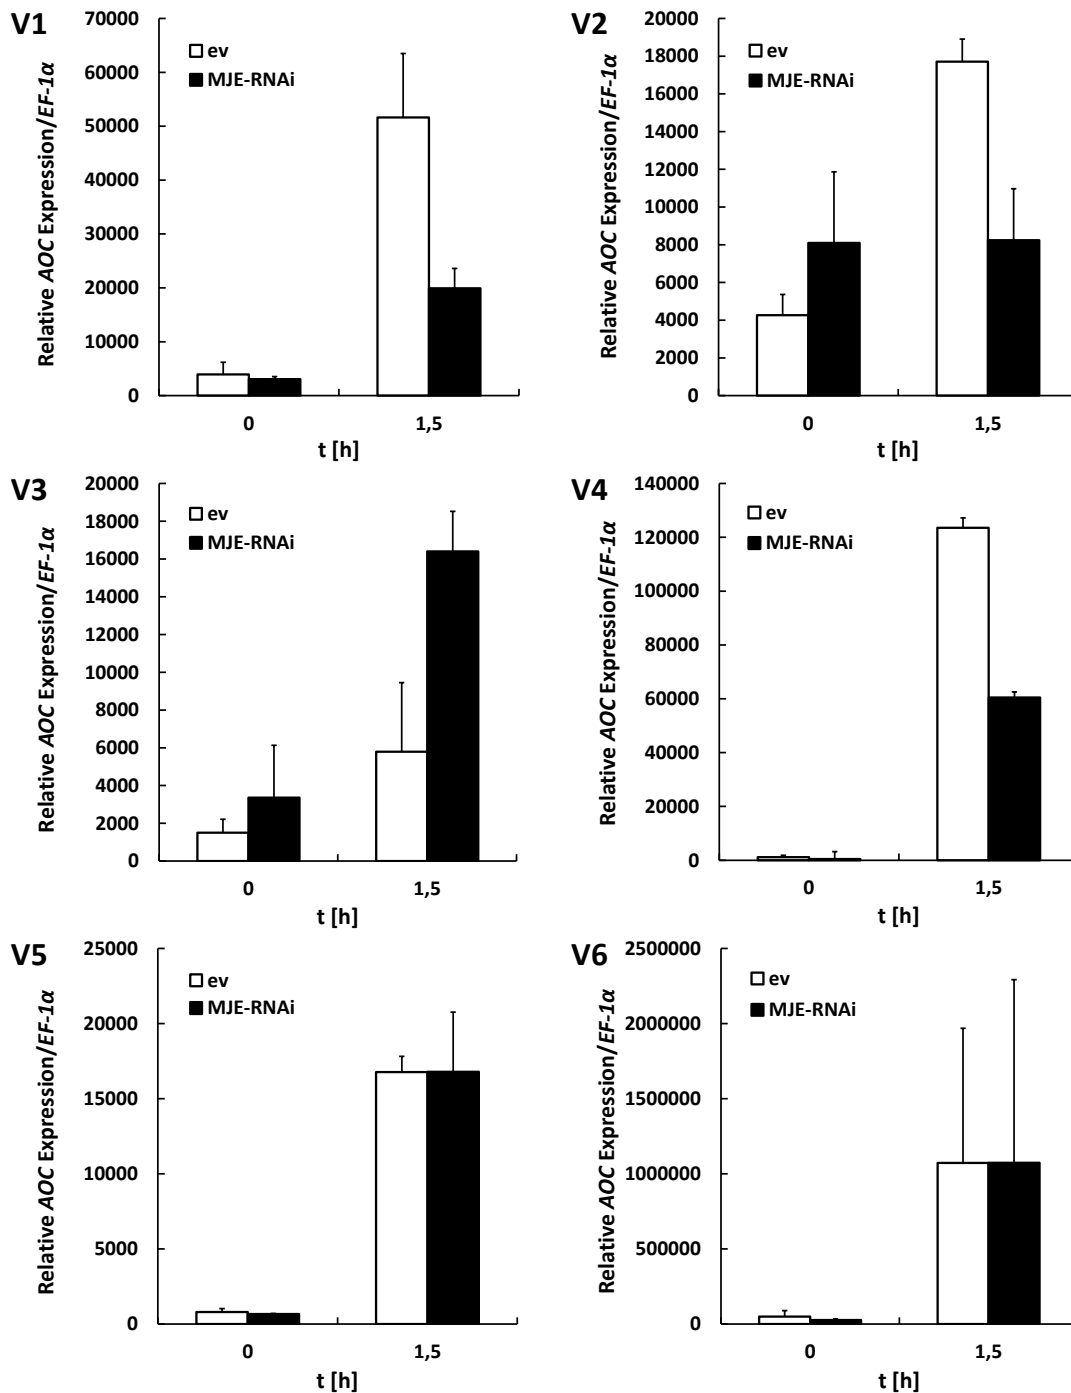 V1
ev
MJE-RNAi
Relative AOC Expression/EF-1α
70000
60000
50000
40000
30000
20000
10000
0
0 1,5
t [h]
V2
ev
MJE-RNAi
Relative AOC Expression/EF-1α
20000
18000
16000
14000
12000
10000
8000
6000
4000
2000
0
0 1,5
t [h]
V3
ev
MJE-RNAi
Relative AOC Expression/EF-1α
20000
18000
16000
14000
12000
10000
8000
6000
4000
2000
0
0 1,5
t [h]
V4
ev
MJE-RNAi
Relative AOC Expression/EF-1α
140000
120000
100000
80000
60000
40000
20000
0
0 1,5
t [h]
V5
ev
MJE-RNAi
Relative AOC Expression/EF-1α
25000
20000
15000
10000
5000
0
0 1,5
t [h]
V6
ev
MJE-RNAi
Relative AOC Expression/EF-1α
2500000
2000000
1500000
1000000
500000
0
0 1,5
t [h]